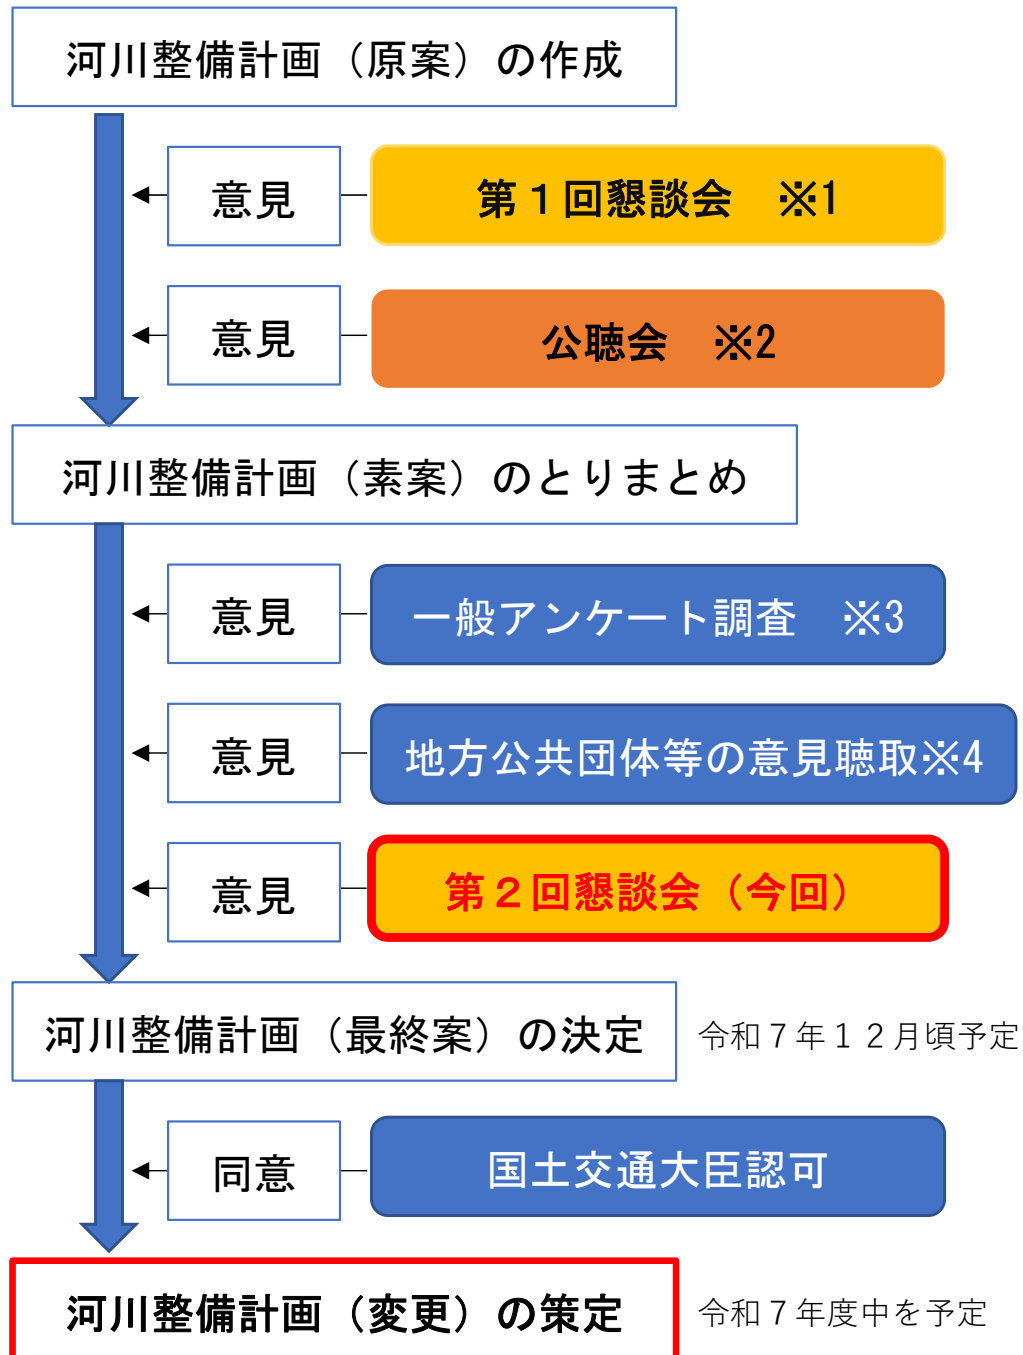 河川整備計画（原案）の作成
意見
第１回懇談会　※1
意見
公聴会　※2
河川整備計画（素案）のとりまとめ
意見
一般アンケート調査　※3
意見
地方公共団体等の意見聴取※4
意見
第２回懇談会（今回）
河川整備計画（最終案）の決定
令和７年１２月頃予定
同意
国土交通大臣認可
河川整備計画（変更）の策定
令和７年度中を予定